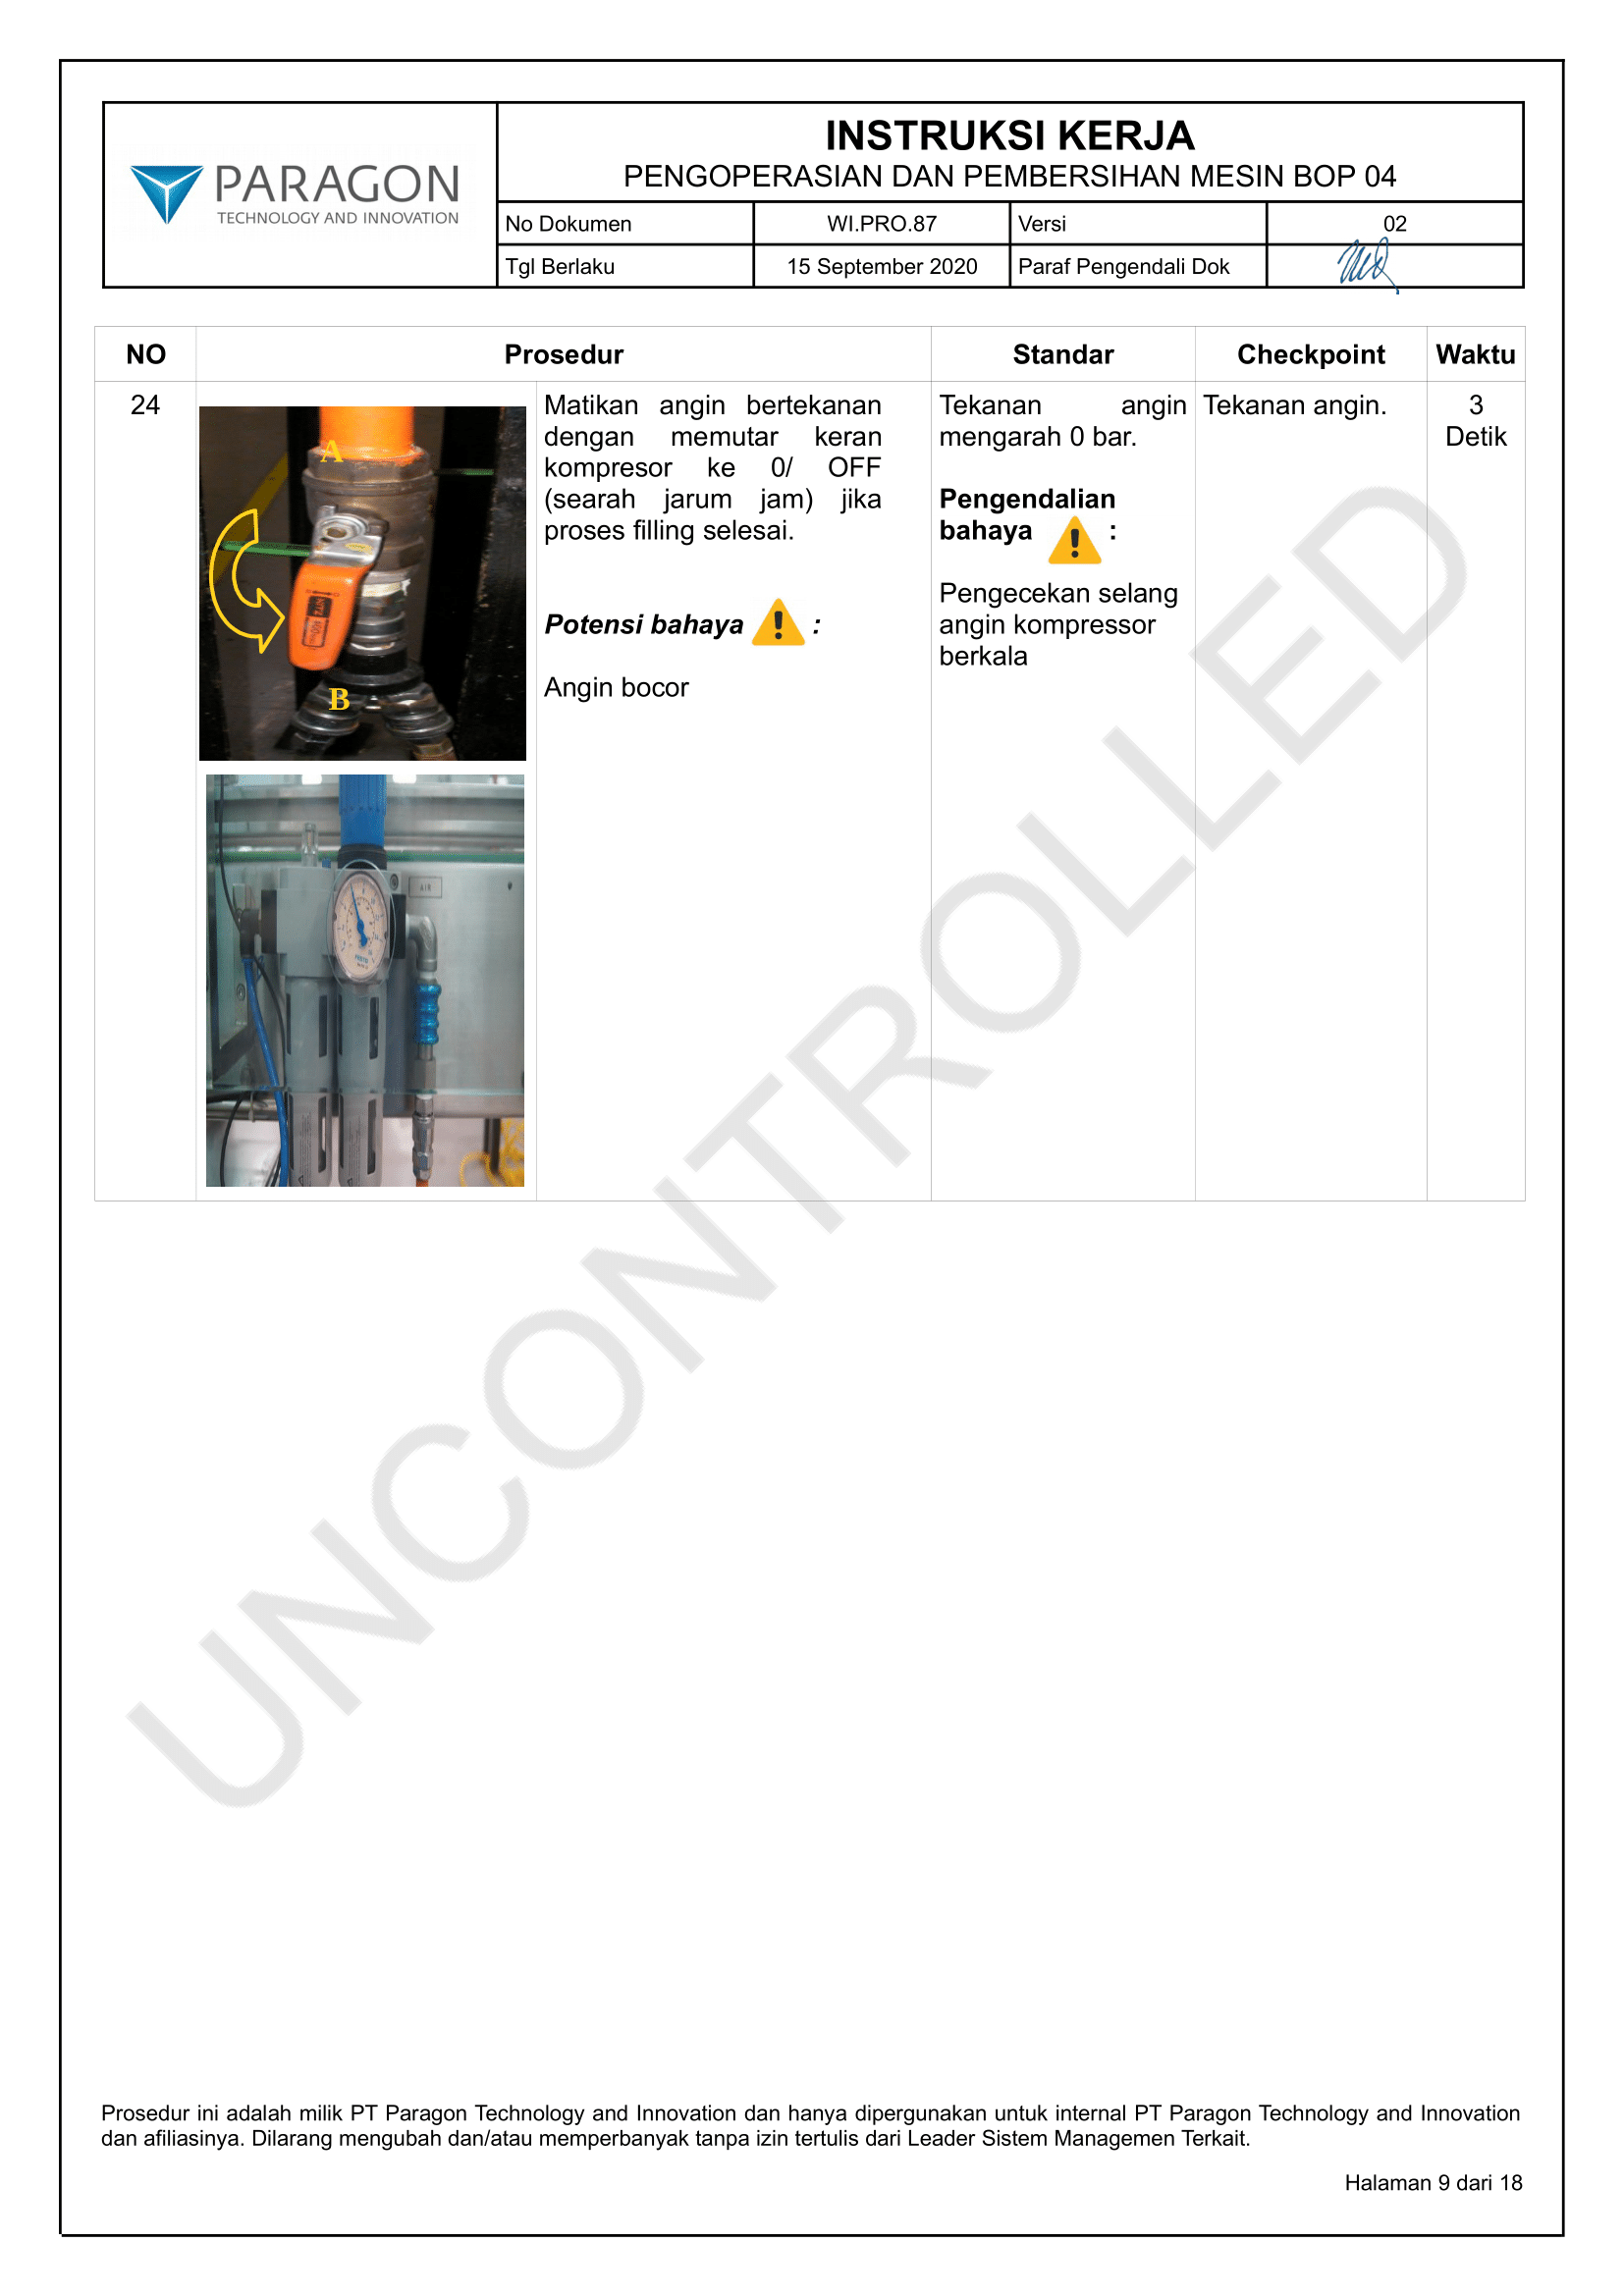 PARAGON
TECHNOLOGY AND INNOVATION
INSTRUKSI KERJA
PENGOPERASIAN DAN PEMBERSIHAN MESIN BOP 04
No Dokumen WI.PRO.87 Versi 02
Tgl Berlaku 15 September 2020 Paraf Pengendali Dok
NO Prosedur Standar Checkpoint Waktu
24
A
B
AIR
FESTO
Matikan angin bertekanan
dengan memutar keran
kompresor ke 0/ OFF
(searah jarum jam) jika
proses filling selesai.
Potensi bahaya :
Angin bocor
Tekanan angin
mengarah 0 bar.
Pengendalian
bahaya :
Pengecekan selang
angin kompressor
berkala
Tekanan angin.
3
Detik
UNCONTROLLED
Prosedur ini adalah milik PT Paragon Technology and Innovation dan hanya dipergunakan untuk internal PT Paragon Technology and Innovation
dan afiliasinya. Dilarang mengubah dan/atau memperbanyak tanpa izin tertulis dari Leader Sistem Managemen Terkait.
Halaman 9 dari 18